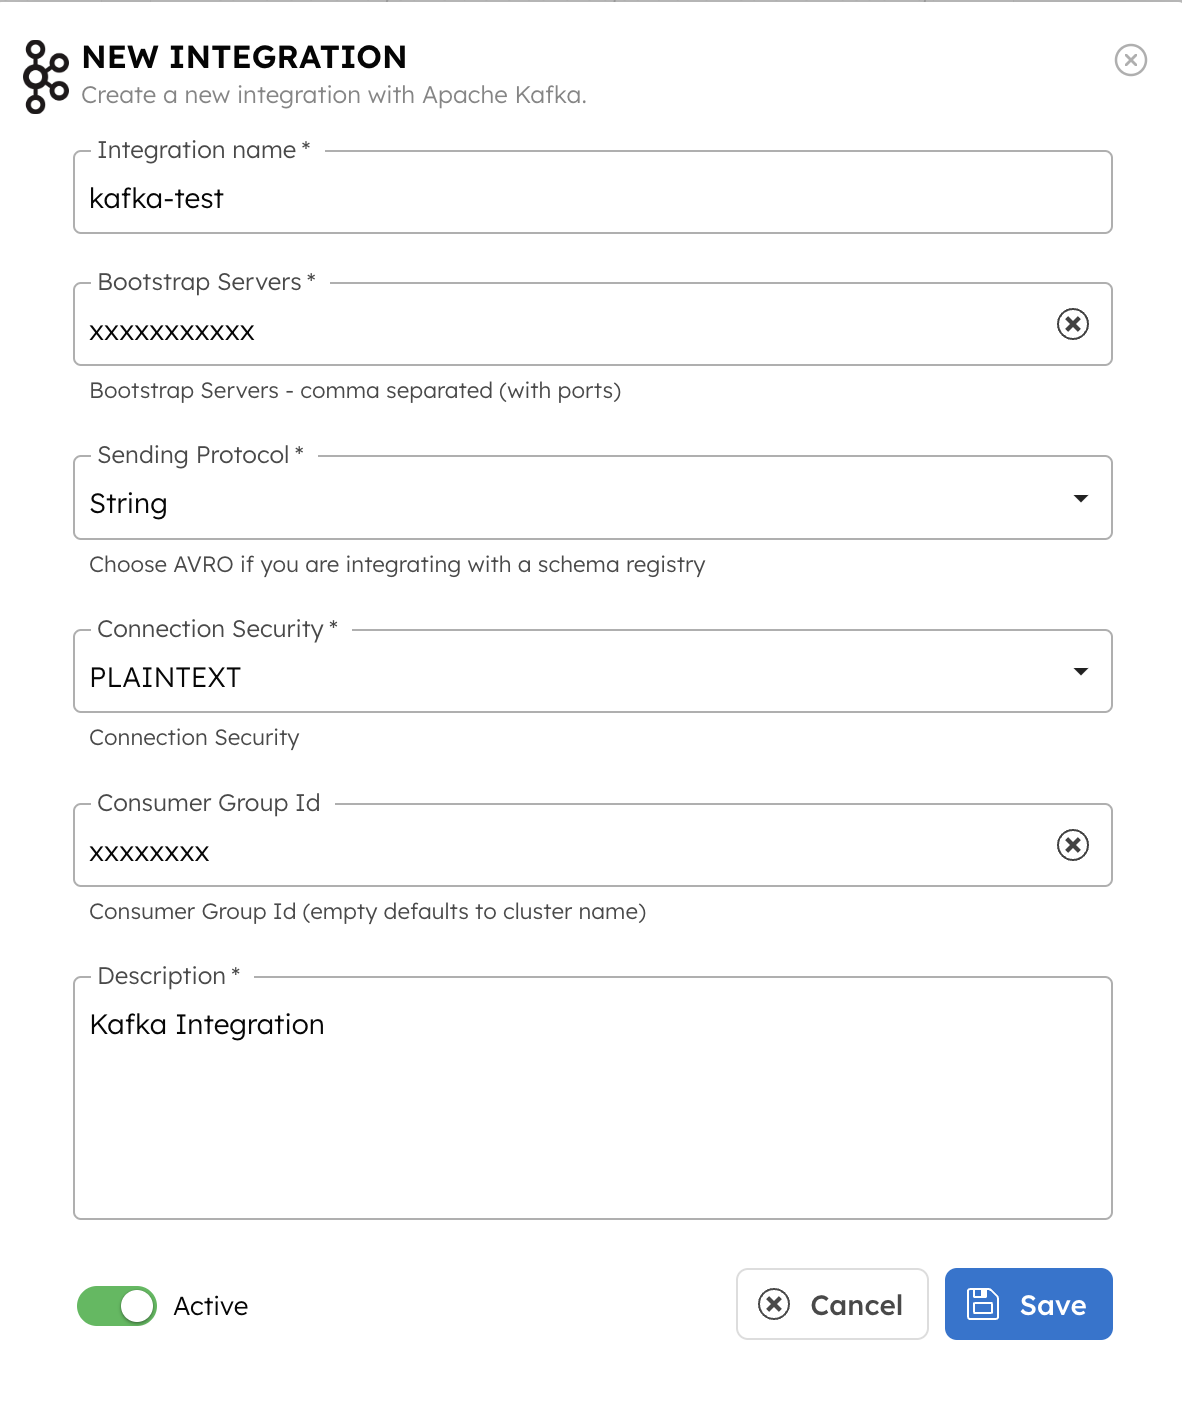 NEW INTEGRATION
Create a new integration with Apache Kafka.
Integration name *
kafka-test
Bootstrap Servers *
xxxxxxxxxxx
Bootstrap Servers - comma separated (with ports)
Sending Protocol *
String
Choose AVRO if you are integrating with a schema registry
Connection Security *
PLAINTEXT
Connection Security
Consumer Group Id
xxxxxxxx
Consumer Group Id (empty defaults to cluster name)
Description *
Kafka Integration
Active
Cancel
Save